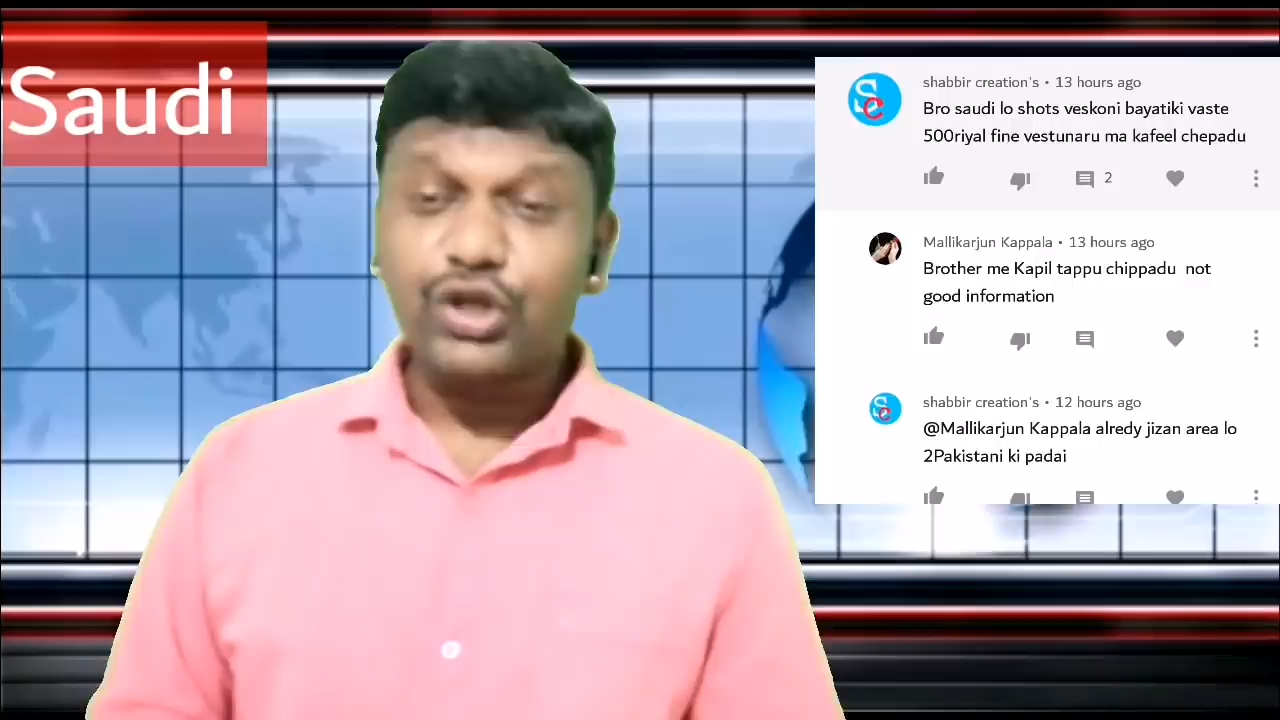 Saudi
shabbir creation's • 13 hours ago
Bro saudi lo shots veskoni bayatiki vaste
500riyal fine vestunaru ma kafeel chepadu
2
Mallikarjun Kappala • 13 hours ago
Brother me Kapil tappu chippadu not
good information
shabbir creation's • 12 hours ago
@Mallikarjun Kappala alredy jizan area lo
2Pakistani ki padai